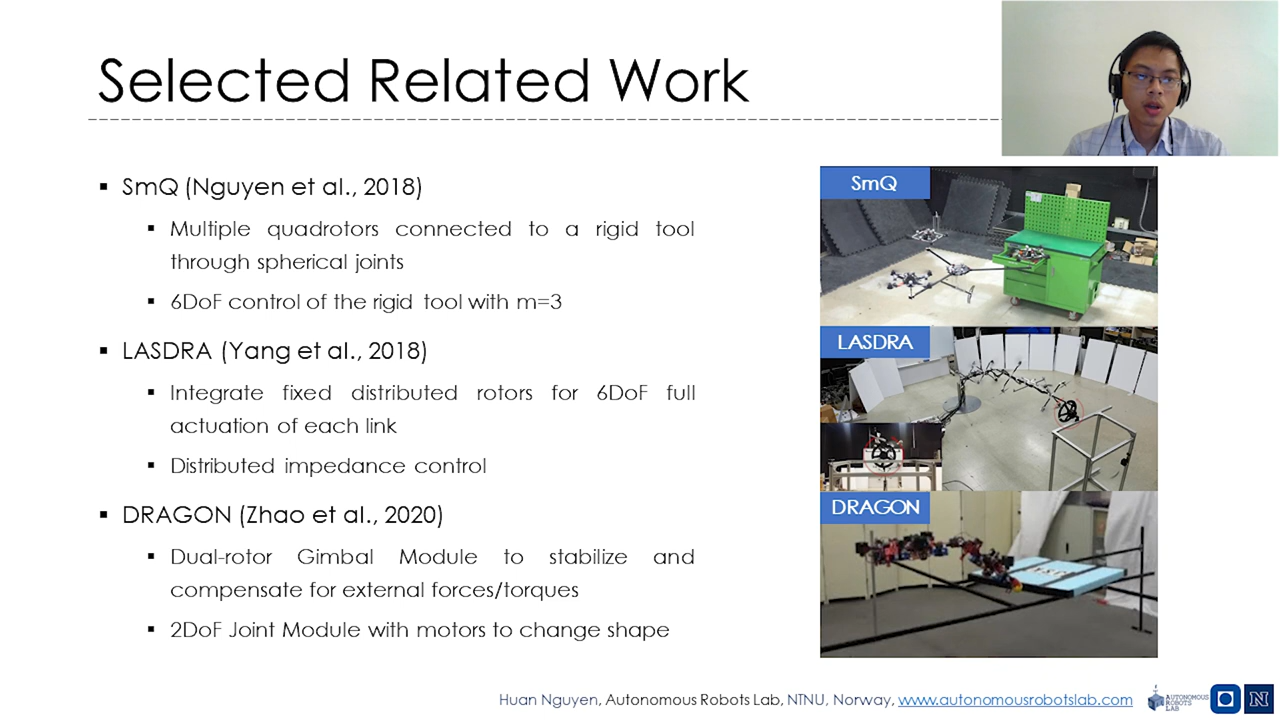 Selected Related Work
▪ SmQ (Nguyen et al., 2018)
▪ Multiple quadrotors connected to a rigid tool
through spherical joints
▪ 6DoF control of the rigid tool with m=3
▪ LASDRA (Yang et al., 2018)
▪ Integrate fixed distributed rotors for 6DoF full
actuation of each link
▪ Distributed impedance control
▪ DRAGON (Zhao et al., 2020)
▪ Dual-rotor Gimbal Module to stabilize and
compensate for external forces/torques
▪ 2DoF Joint Module with motors to change shape
SmQ
LASDRA
DRAGON
Huan Nguyen, Autonomous Robots Lab, NTNU, Norway, www.autonomousrobotslab.com
AUTONOMOUS
ROBOTS
LAB
N